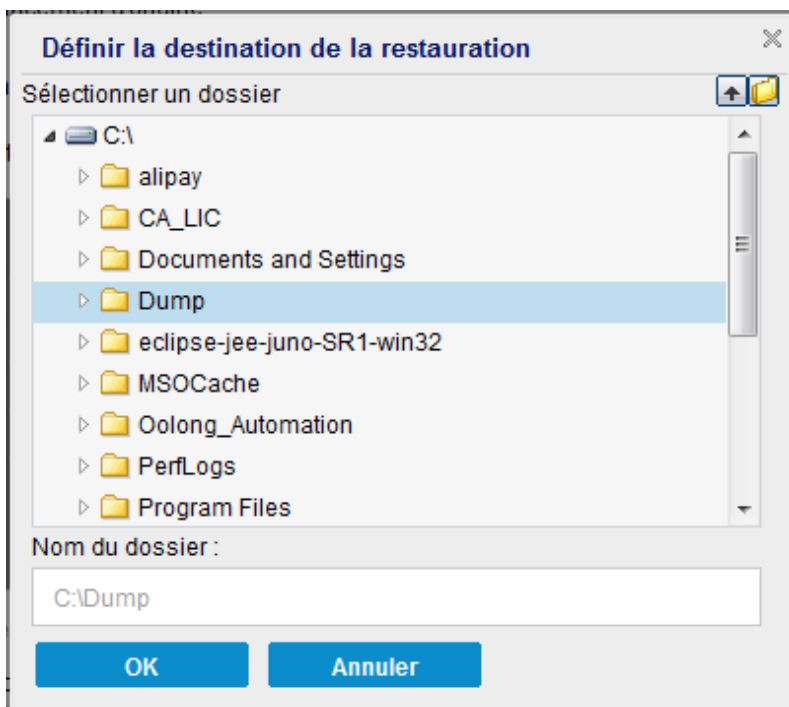 Définir la destination de la restauration
Sélectionner un dossier
C:\
alipay
CA_LIC
Documents and Settings
Dump
eclipse-jee-juno-SR1-win32
MSOCache
Oolong_Automation
PerfLogs
Program Files
Nom du dossier :
C:\Dump
OK
Annuler